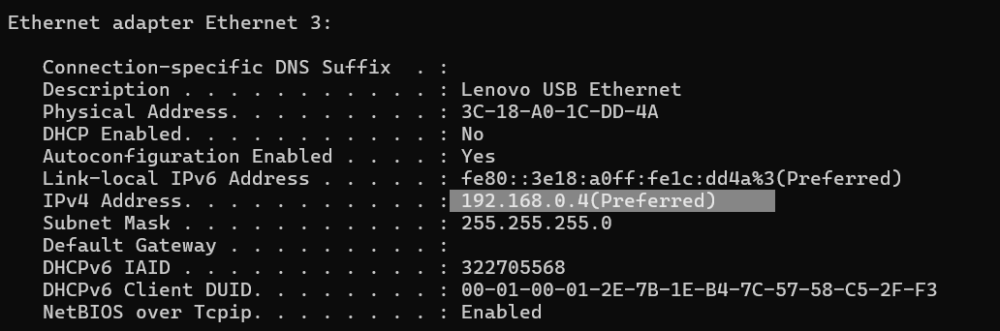 Ethernet adapter Ethernet 3:
Connection-specific DNS Suffix  . :
Description . . . . . . . . . . . : Lenovo USB Ethernet
Physical Address. . . . . . . . . : 3C-18-A0-1C-DD-4A
DHCP Enabled. . . . . . . . . . . : No
Autoconfiguration Enabled . . . . : Yes
Link-local IPv6 Address . . . . . : fe80::3e18:a0ff:fe1c:dd4a%3(Preferred)
IPv4 Address. . . . . . . . . . . : 192.168.0.4(Preferred)
Subnet Mask . . . . . . . . . . . : 255.255.255.0
Default Gateway . . . . . . . . . :
DHCPv6 IAID . . . . . . . . . . . : 322705568
DHCPv6 Client DUID. . . . . . . . : 00-01-00-01-2E-7B-1E-B4-7C-57-58-C5-2F-F3
NetBIOS over Tcpip. . . . . . . . : Enabled